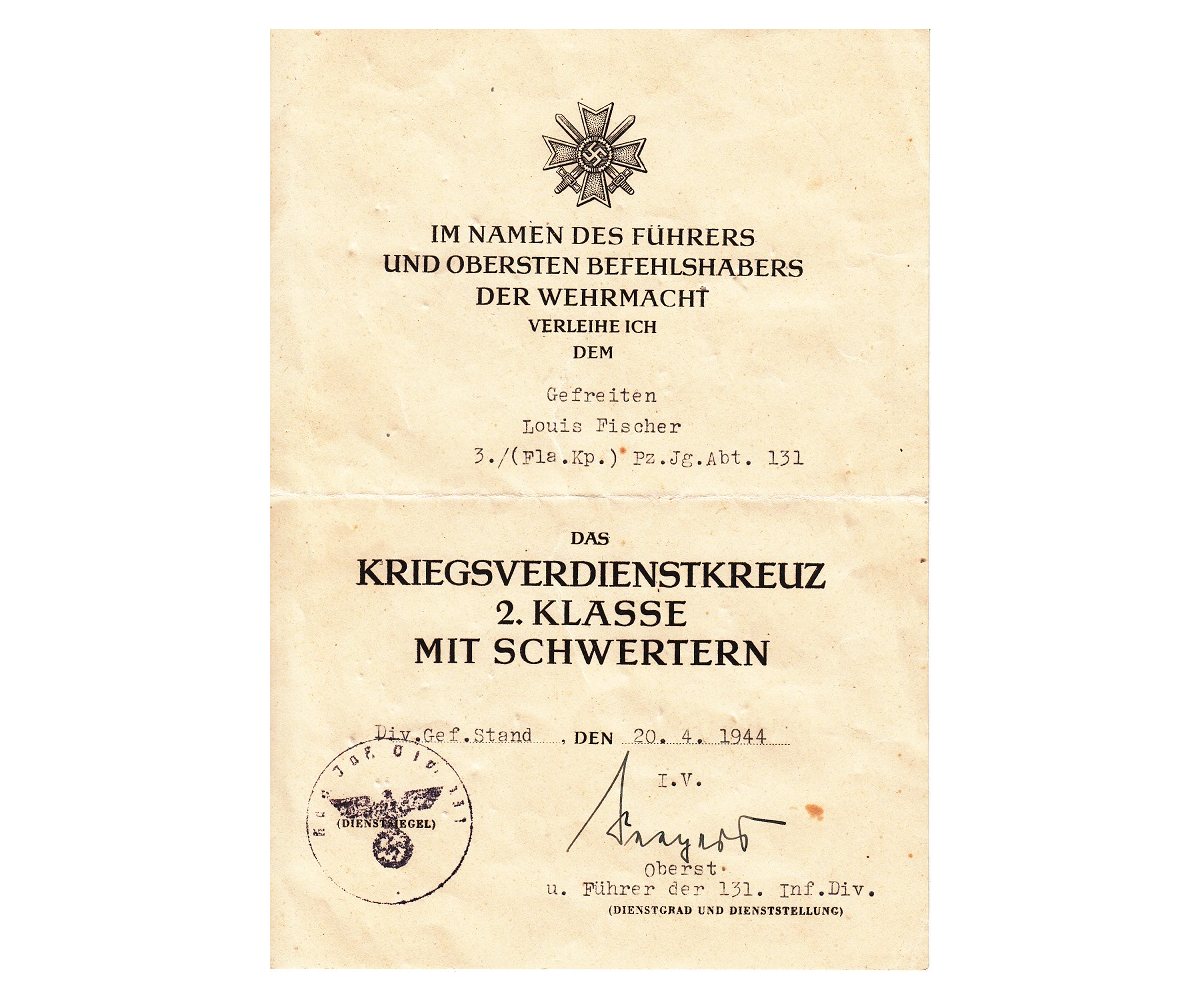 IM NAMEN DES FÜHRERS
UND OBERSTEN BEFEHLSHABERS
DER WEHRMACHT
VERLEIHE ICH
DEM
Gefreiten
Louis Fischer
3./(Fla.Kp.) Pz.Jg.Abt. 131
DAS
KRIEGSVERDIENSTKREUZ
2. KLASSE
MIT SCHWERTERN
Div.Gef.Stand , DEN 20. 4. 1944
I.V.
(DIENSTSIEGEL)
Oberst
u. Führer der 131. Inf.Div.
(DIENSTGRAD UND DIENSTSTELLUNG)